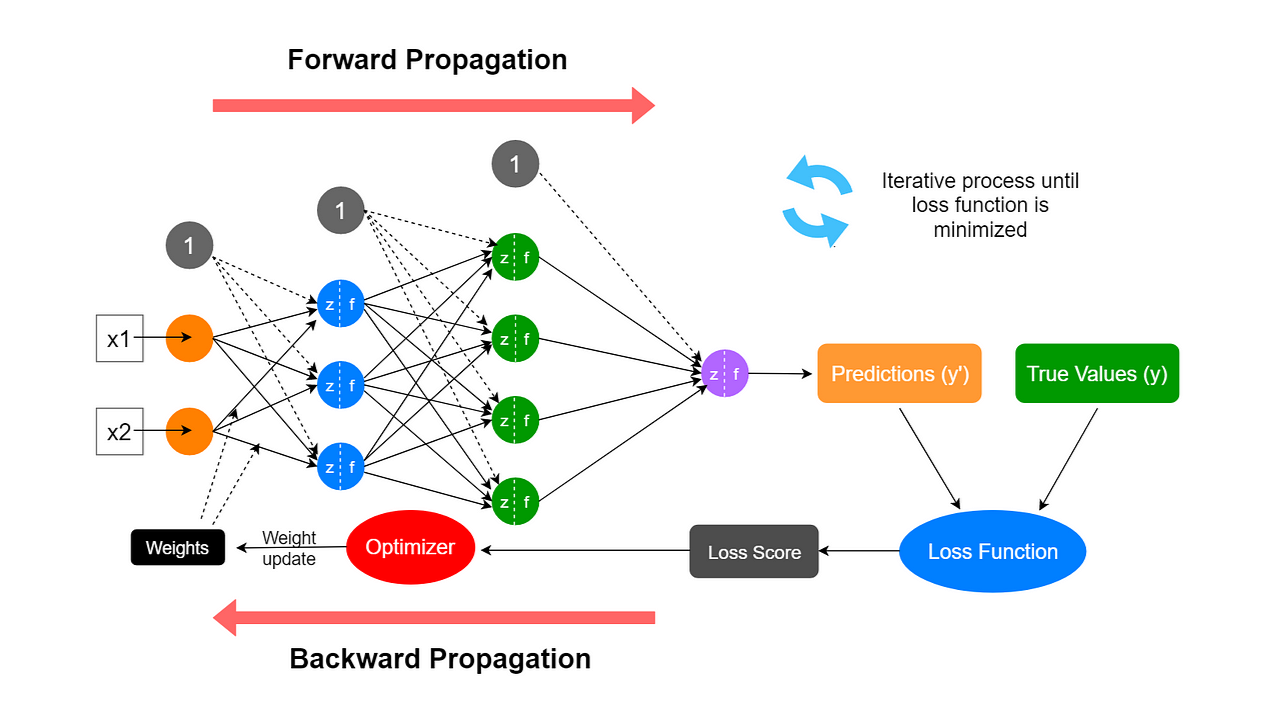 Forward Propagation
1
1
1
Iterative process until
loss function is
minimized
z f
z f
x1
z f
z f
z f
Predictions (y')
True Values (y)
x2
z f
z f
z f
Weights
Weight
update
Optimizer
Loss Score
Loss Function
Backward Propagation